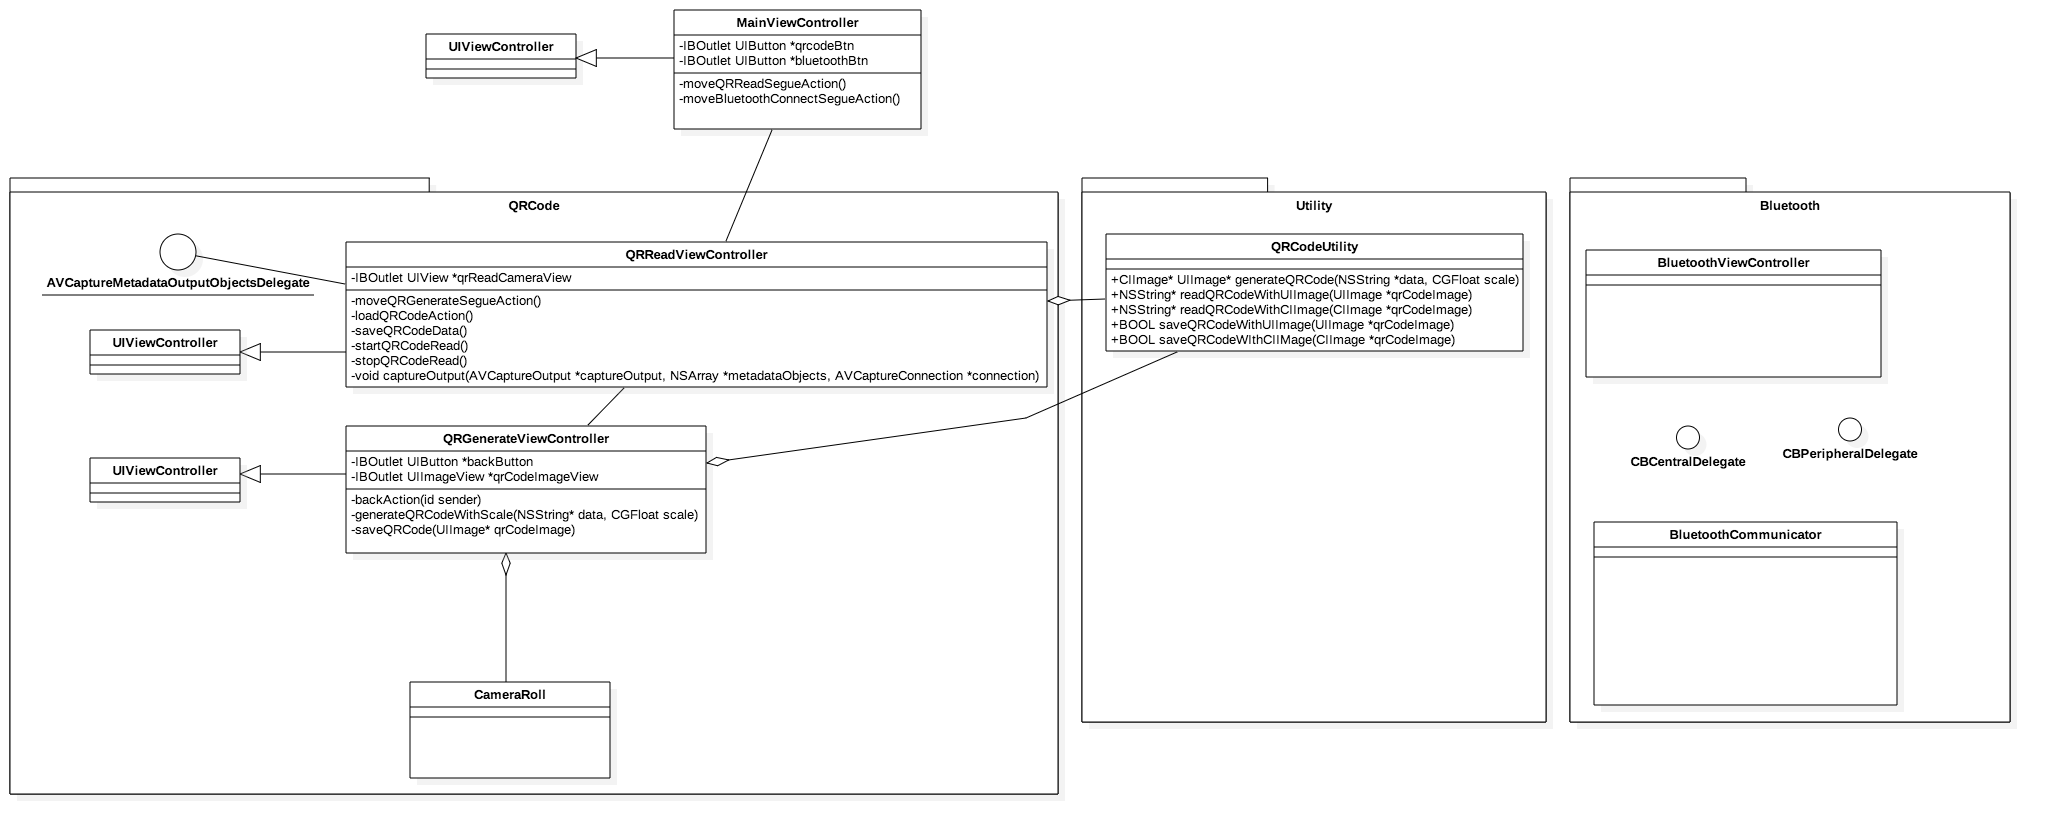 MainViewController
-IBOutlet UIButton *qrcodeBtn
-IBOutlet UIButton *bluetoothBtn
-moveQRReadSegueAction()
-moveBluetoothConnectSegueAction()
UIViewController
QRCode
AVCaptureMetadataOutputObjectsDelegate
QRReadViewController
-IBOutlet UIView *qrReadCameraView
-moveQRGenerateSegueAction()
-loadQRCodeAction()
-saveQRCodeData()
-startQRCodeRead()
-stopQRCodeRead()
-void captureOutput(AVCaptureOutput *captureOutput, NSArray *metadataObjects, AVCaptureConnection *connection)
UIViewController
QRGenerateViewController
-IBOutlet UIButton *backButton
-IBOutlet UIImageView *qrCodeImageView
-backAction(id sender)
-generateQRCodeWithScale(NSString* data, CGFloat scale)
-saveQRCode(UIImage* qrCodeImage)
UIViewController
CameraRoll
Utility
QRCodeUtility
+CIImage* UIImage* generateQRCode(NSString *data, CGFloat scale)
+NSString* readQRCodeWithUIImage(UIImage *qrCodeImage)
+NSString* readQRCodeWithCIImage(CIImage *qrCodeImage)
+BOOL saveQRCodeWithUIImage(UIImage *qrCodeImage)
+BOOL saveQRCodeWIthCIIMage(CIImage *qrCodeImage)
Bluetooth
BluetoothViewController
CBCentralDelegate
CBPeripheralDelegate
BluetoothCommunicator